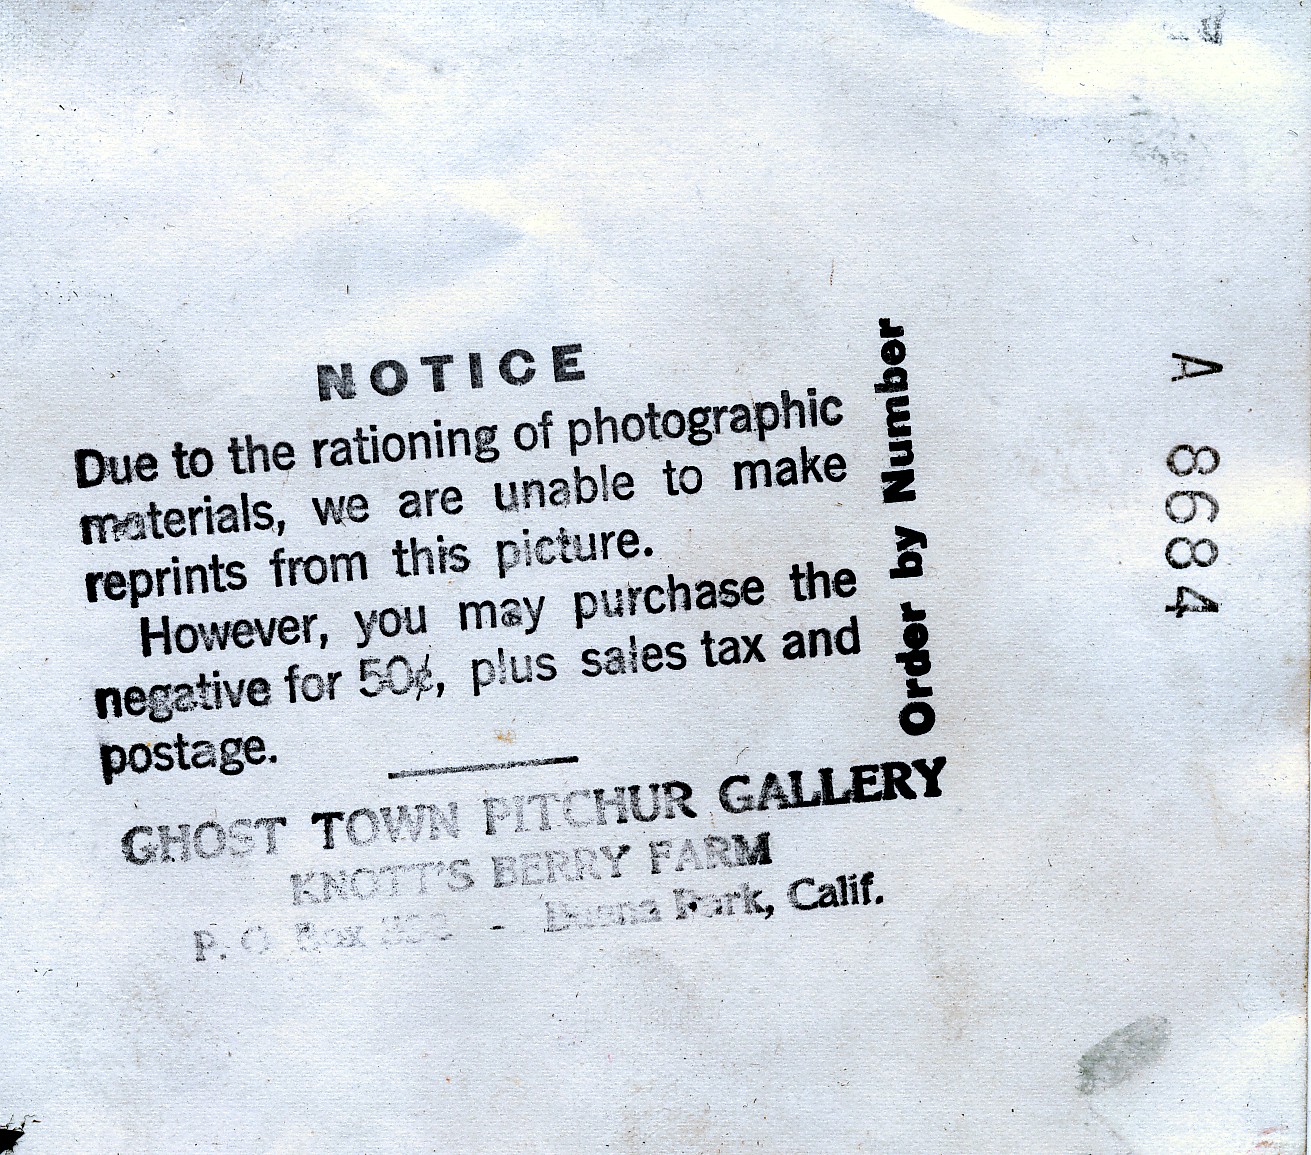 NOTICE
Due to the rationing of photographic
materials, we are unable to make
reprints from this picture.
However, you may purchase the
negative for 50¢, plus sales tax and
postage.
GHOST TOWN PITCHUR GALLERY
KNOTT'S BERRY FARM
P. O. Box - Buena Park, Calif.
Order by Number
A 8684